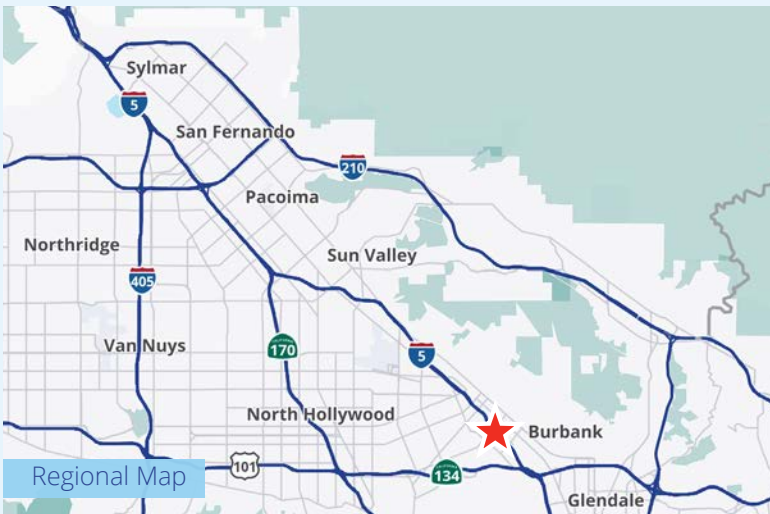 Sylmar
5
San Fernando
210
Pacoima
Northridge
Sun Valley
405
Van Nuys
170
5
North Hollywood
Burbank
101
134
Regional Map
Glendale